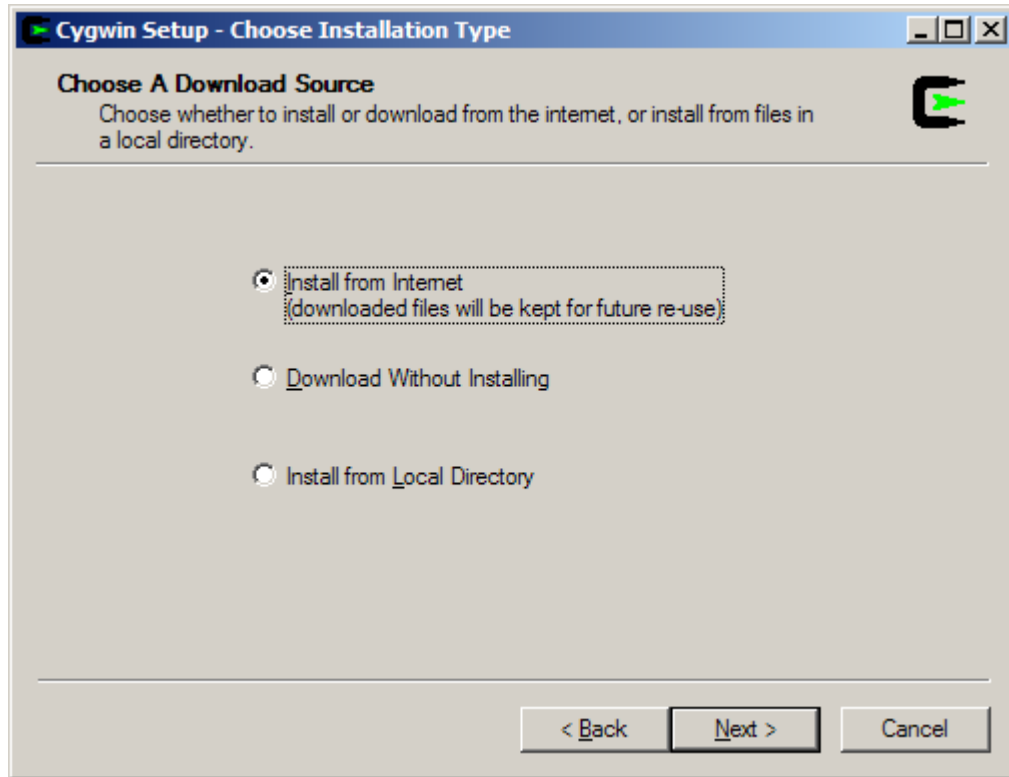 Cygwin Setup - Choose Installation Type
Choose A Download Source
Choose whether to install or download from the internet, or install from files in
a local directory.
Install from Internet
(downloaded files will be kept for future re-use)
Download Without Installing
Install from Local Directory
< Back
Next >
Cancel